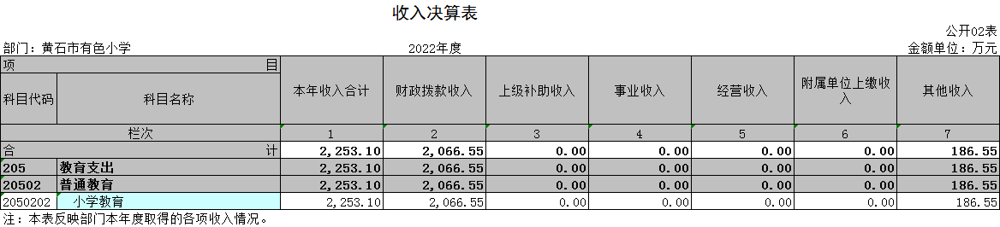 收入决算表
公开02表
部门：黄石市有色小学 2022年度 金额单位：万元
项 目 本年收入合计 财政拨款收入 上级补助收入 事业收入 经营收入 附属单位上缴收入 其他收入
科目代码 科目名称
栏次 1 2 3 4 5 6 7
合 计 2,253.10 2,066.55 0.00 0.00 0.00 0.00 186.55
205 教育支出 2,253.10 2,066.55 0.00 0.00 0.00 0.00 186.55
20502 普通教育 2,253.10 2,066.55 0.00 0.00 0.00 0.00 186.55
2050202 小学教育 2,253.10 2,066.55 0.00 0.00 0.00 0.00 186.55
注：本表反映部门本年度取得的各项收入情况。